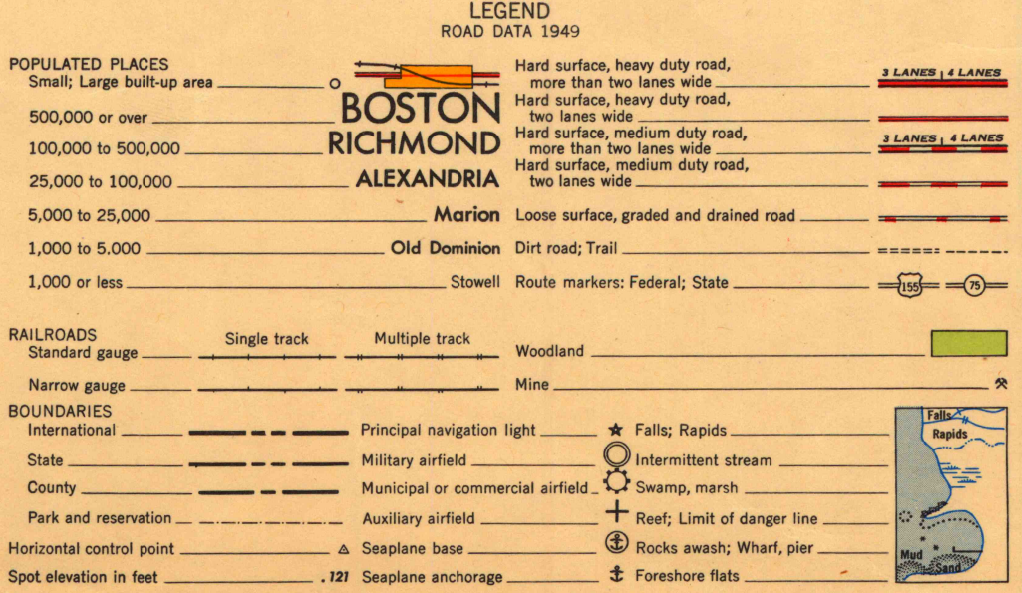 LEGEND
ROAD DATA 1949
POPULATED PLACES
Small; Large built-up area
500,000 or over BOSTON
100,000 to 500,000 RICHMOND
25,000 to 100,000 ALEXANDRIA
5,000 to 25,000 Marion
1,000 to 5.000 Old Dominion
1,000 or less Stowell
Hard surface, heavy duty road,
more than two lanes wide 3 LANES 4 LANES
Hard surface, heavy duty road,
two lanes wide
Hard surface, medium duty road,
more than two lanes wide 3 LANES 4 LANES
Hard surface, medium duty road,
two lanes wide
Loose surface, graded and drained road
Dirt road; Trail
Route markers: Federal; State 155 75
RAILROADS Single track Multiple track
Standard gauge
Narrow gauge
Woodland
Mine
BOUNDARIES
International
State
County
Park and reservation
Horizontal control point
Spot elevation in feet .121
Principal navigation light
Military airfield
Municipal or commercial airfield
Auxiliary airfield
Seaplane base
Seaplane anchorage
Falls; Rapids
Intermittent stream
Swamp, marsh
Reef; Limit of danger line
Rocks awash; Wharf, pier
Foreshore flats
Falls
Rapids
Mud
Sand